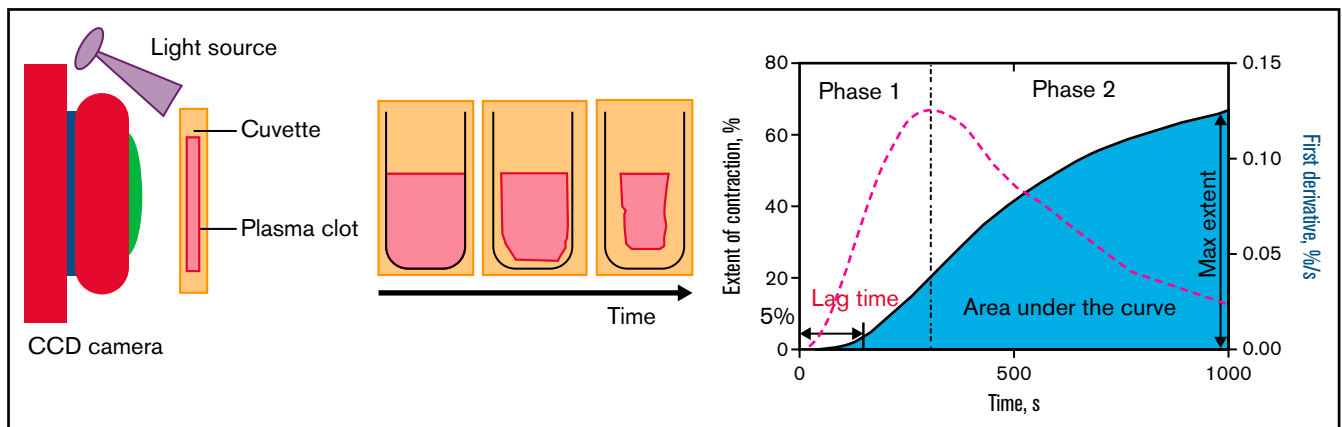 Light source
Cuvette
Plasma clot
CCD camera
Time
Extent of contraction, %
80
60
40
20
5%
0
Phase 1
Phase 2
Lag time
Area under the curve
Max extent
0.15
0.10
0.05
0.00
First derivative, %/s
0
500
1000
Time, s